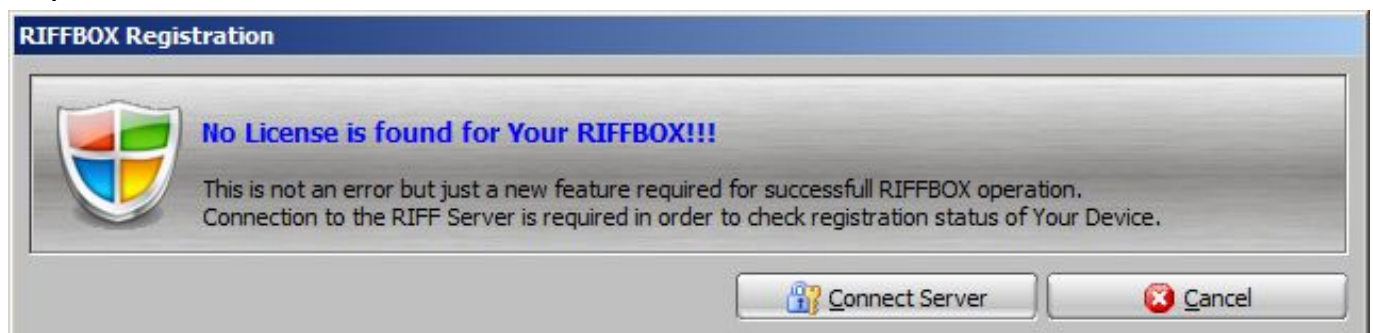 RIFFBOX Registration
No License is found for Your RIFFBOX!!!
This is not an error but just a new feature required for successfull RIFFBOX operation.
Connection to the RIFF Server is required in order to check registration status of Your Device.
Connect Server
Cancel